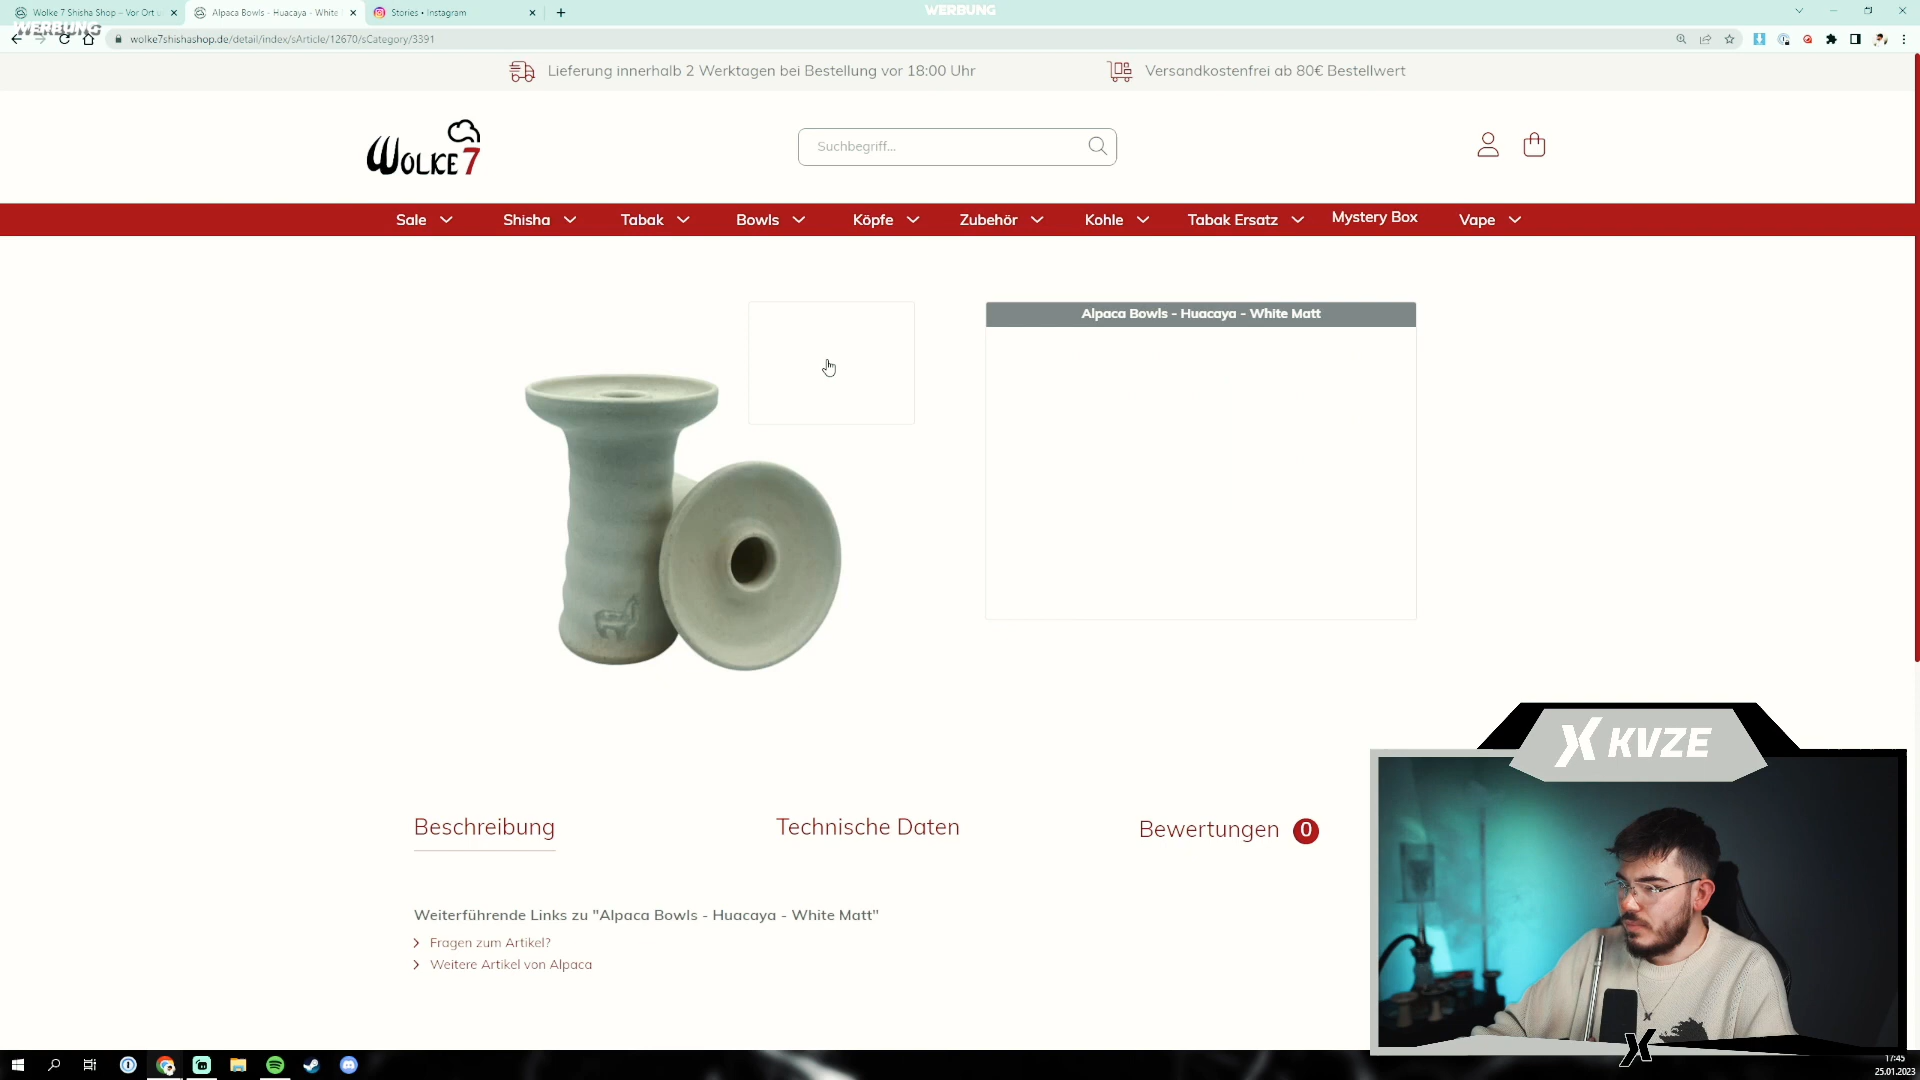 Wolke 7 Shisha Shop – Vor Ort u
Alpaca Bowls - Huacaya - White
Stories • Instagram
WERBUNG
WERBUNG
wolke7shishashop.de/detail/index/sArticle/12670/sCategory/3391
Lieferung innerhalb 2 Werktagen bei Bestellung vor 18:00 Uhr
Versandkostenfrei ab 80€ Bestellwert
WOLKE 7
Suchbegriff...
Sale
Shisha
Tabak
Bowls
Köpfe
Zubehör
Kohle
Tabak Ersatz
Mystery Box
Vape
Alpaca Bowls - Huacaya - White Matt
X KVZE
Beschreibung
Technische Daten
Bewertungen 0
Weiterführende Links zu "Alpaca Bowls - Huacaya - White Matt"
Fragen zum Artikel?
Weitere Artikel von Alpaca
X
17:45
25.01.2023